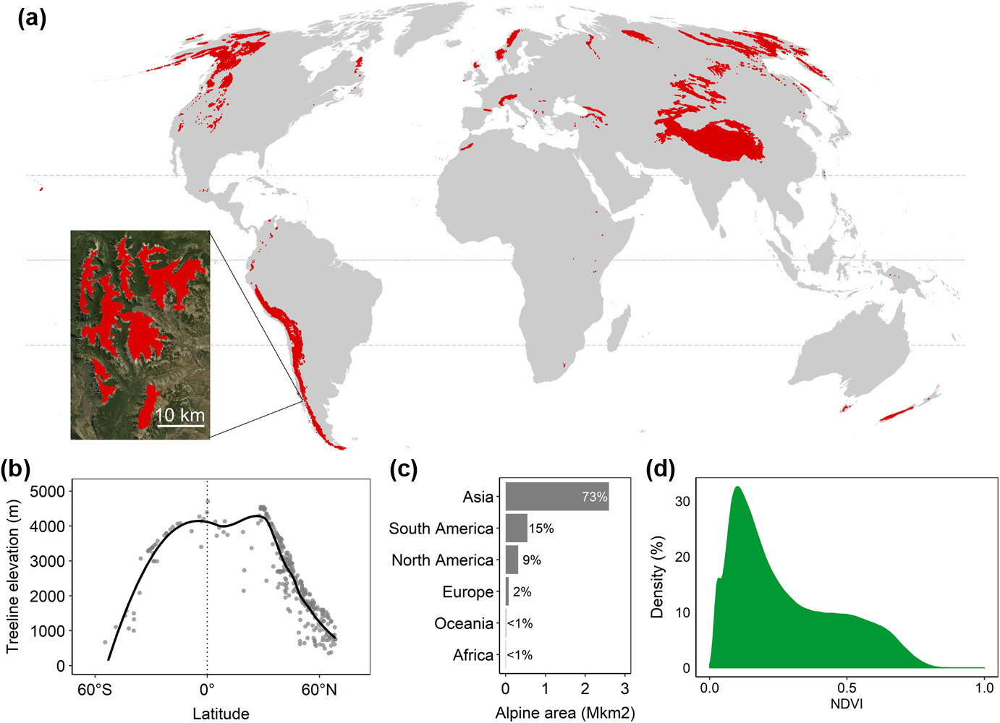 (a)
10 km
(b)
Treeline elevation (m)
5000
4000
3000
2000
1000
0
60°S
0°
60°N
Latitude
(c)
Asia
73%
South America
15%
North America
9%
Europe
2%
Oceania
<1%
Africa
<1%
0
1
2
3
Alpine area (Mkm2)
(d)
Density (%)
30
20
10
0
0.0
0.5
1.0
NDVI